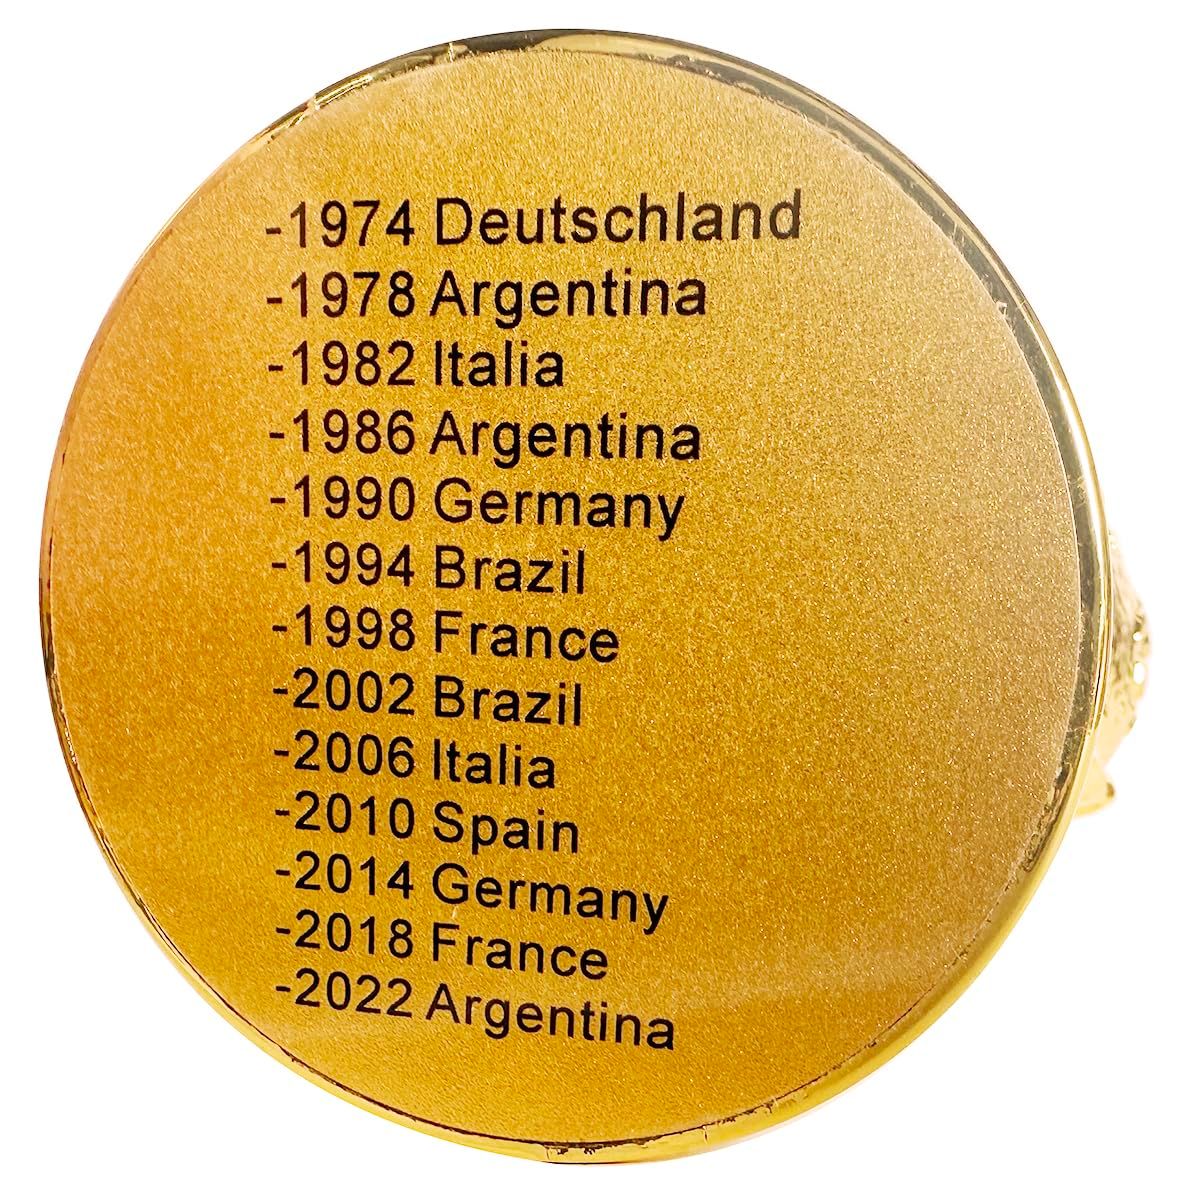 -1974 Deutschland
-1978 Argentina
-1982 Italia
-1986 Argentina
-1990 Germany
-1994 Brazil
-1998 France
-2002 Brazil
-2006 Italia
-2010 Spain
-2014 Germany
-2018 France
-2022 Argentina